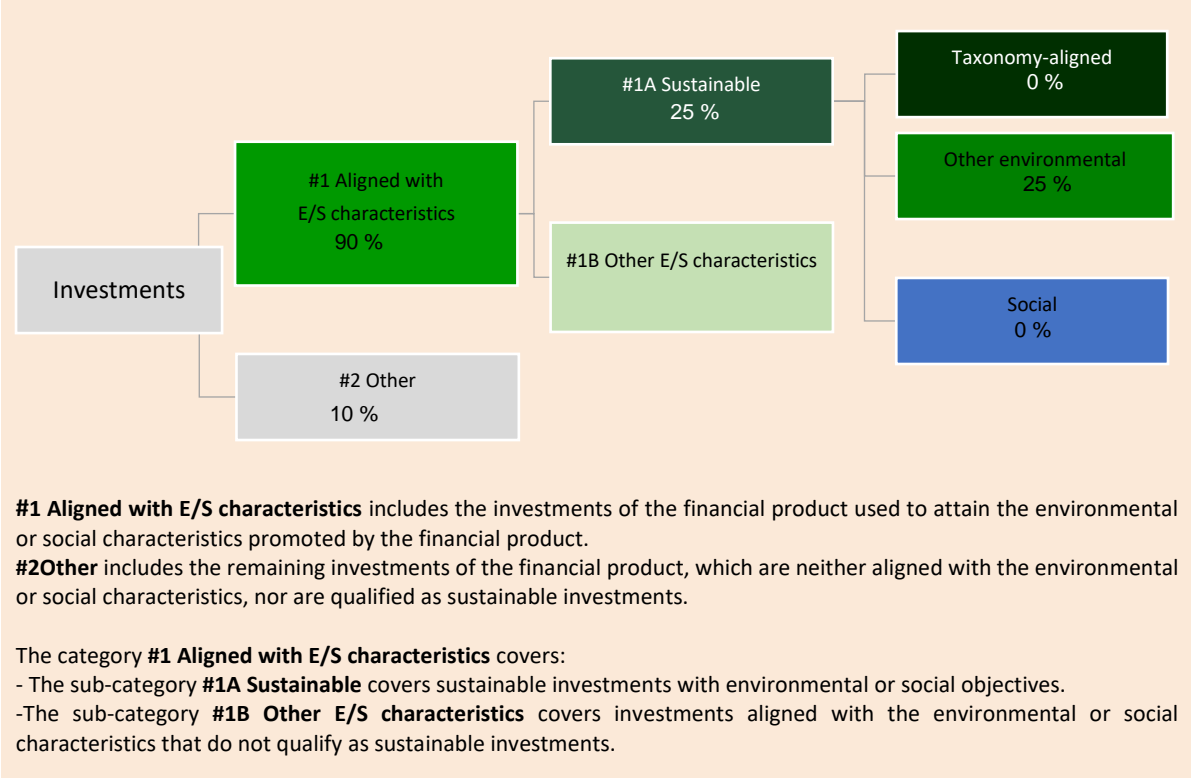 Investments
#1 Aligned with
E/S characteristics
90 %
#2 Other
10 %
#1A Sustainable
25 %
#1B Other E/S characteristics
Taxonomy-aligned
0 %
Other environmental
25 %
Social
0 %
#1 Aligned with E/S characteristics includes the investments of the financial product used to attain the environmental
or social characteristics promoted by the financial product.
#2Other includes the remaining investments of the financial product, which are neither aligned with the environmental
or social characteristics, nor are qualified as sustainable investments.
The category #1 Aligned with E/S characteristics covers:
- The sub-category #1A Sustainable covers sustainable investments with environmental or social objectives.
-The sub-category #1B Other E/S characteristics covers investments aligned with the environmental or social
characteristics that do not qualify as sustainable investments.